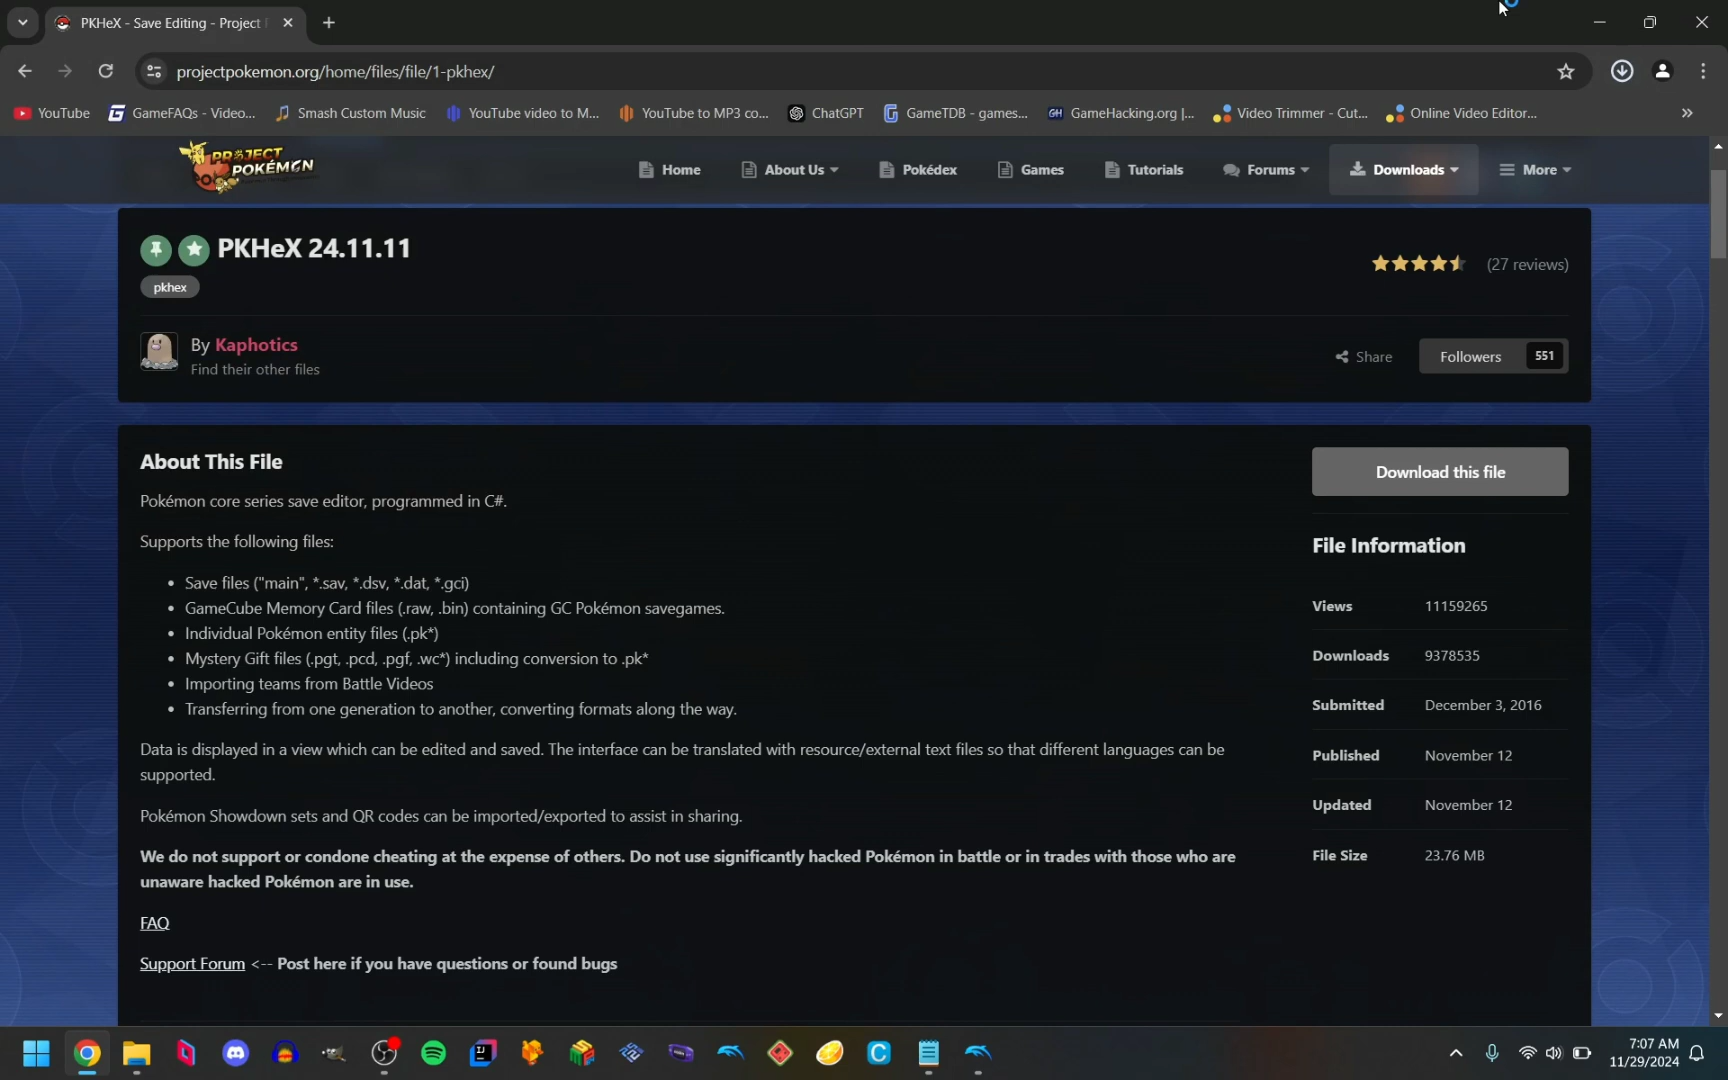 PKHeX - Save Editing - Project
projectpokemon.org/home/files/file/1-pkhex/
YouTube
GameFAQs - Video...
Smash Custom Music
YouTube video to M...
YouTube to MP3 co...
ChatGPT
GameTDB - games...
GameHacking.org |...
Video Trimmer - Cut...
Online Video Editor...
PROJECT
POKÉMON
Home
About Us
Pokédex
Games
Tutorials
Forums
Downloads
More
PKHeX 24.11.11
(27 reviews)
pkhex
By Kaphotics
Find their other files
Share
Followers 551
About This File
Pokémon core series save editor, programmed in C#.
Supports the following files:
• Save files ("main", *.sav, *.dsv, *.dat, *.gci)
• GameCube Memory Card files (.raw, .bin) containing GC Pokémon savegames.
• Individual Pokémon entity files (.pk*)
• Mystery Gift files (.pgt, .pcd, .pgf, .wc*) including conversion to .pk*
• Importing teams from Battle Videos
• Transferring from one generation to another, converting formats along the way.
Data is displayed in a view which can be edited and saved. The interface can be translated with resource/external text files so that different languages can be
supported.
Pokémon Showdown sets and QR codes can be imported/exported to assist in sharing.
We do not support or condone cheating at the expense of others. Do not use significantly hacked Pokémon in battle or in trades with those who are
unaware hacked Pokémon are in use.
FAQ
Support Forum <-- Post here if you have questions or found bugs
Download this file
File Information
Views 11159265
Downloads 9378535
Submitted December 3, 2016
Published November 12
Updated November 12
File Size 23.76 MB
7:07 AM
11/29/2024